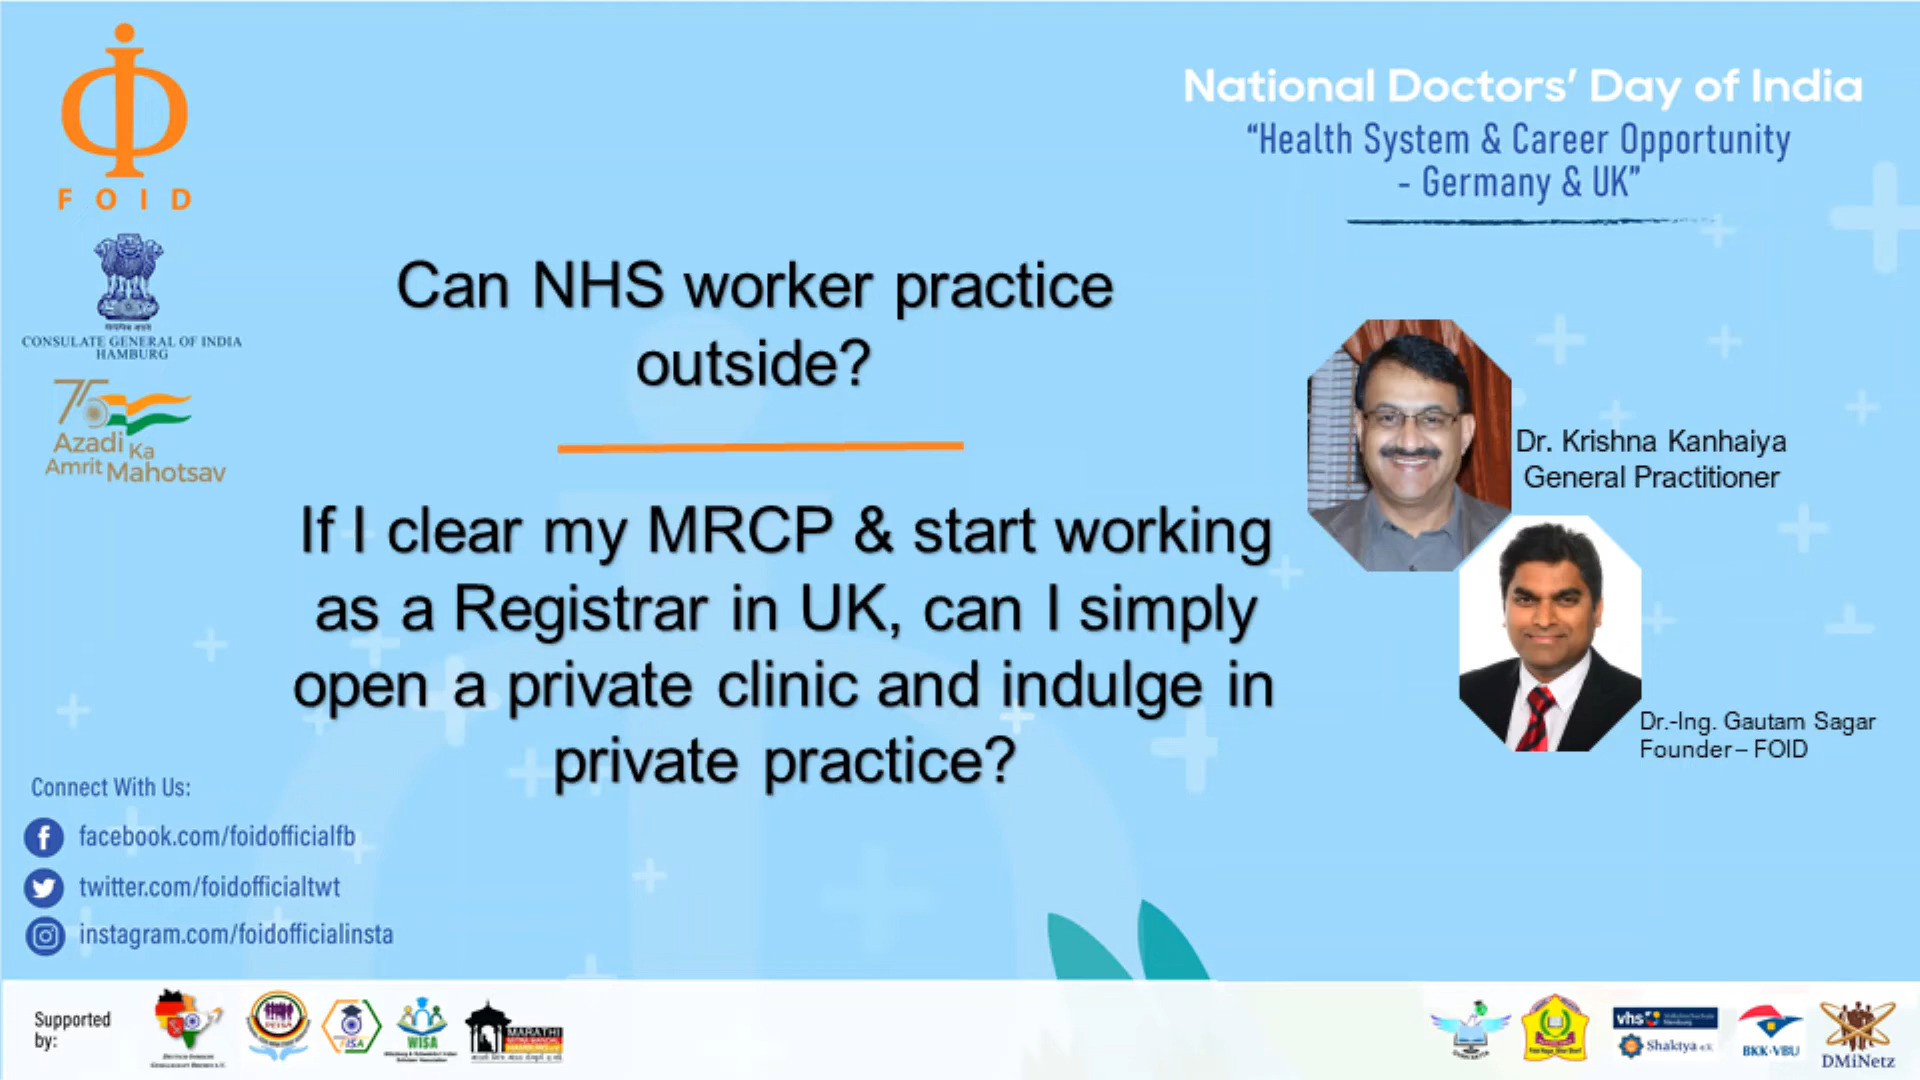 FOID
CONSULATE GENERAL OF INDIA
HAMBURG
75
Azadi Ka
Amrit Mahotsav
National Doctors’ Day of India
“Health System & Career Opportunity
- Germany & UK”
Can NHS worker practice
outside?
If I clear my MRCP & start working
as a Registrar in UK, can I simply
open a private clinic and indulge in
private practice?
Dr. Krishna Kanhaiya
General Practitioner
Dr.-Ing. Gautam Sagar
Founder – FOID
Connect With Us:
facebook.com/foidofficialfb
twitter.com/foidofficialtwt
instagram.com/foidofficialinsta
Supported
by:
WISA
MARATHI
vhs
Shaktya e.V.
BKK·VBU
DMiNetz